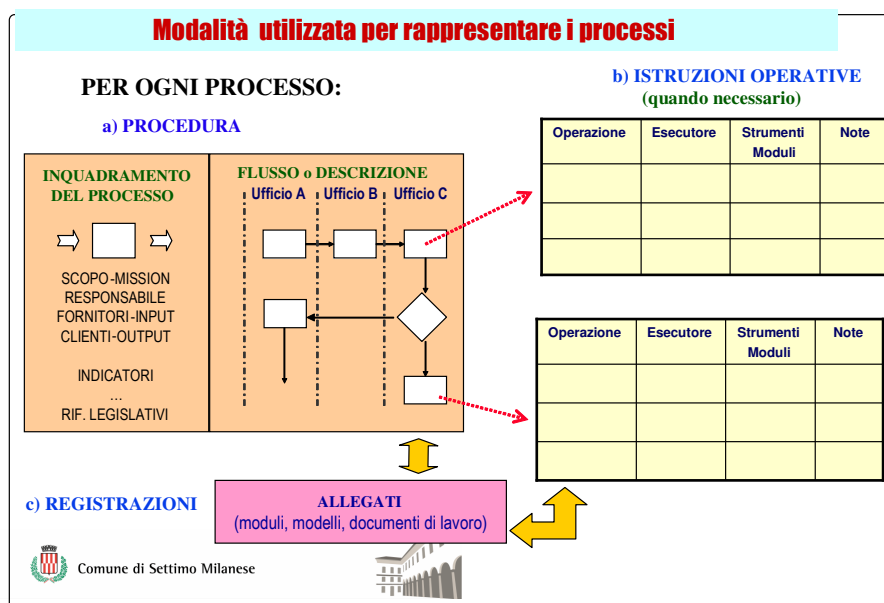 Modalità utilizzata per rappresentare i processi
PER OGNI PROCESSO:
a) PROCEDURA
INQUADRAMENTO
DEL PROCESSO
SCOPO-MISSION
RESPONSABILE
FORNITORI-INPUT
CLIENTI-OUTPUT
INDICATORI
...
RIF. LEGISLATIVI
FLUSSO o DESCRIZIONE
Ufficio A Ufficio B Ufficio C
b) ISTRUZIONI OPERATIVE
(quando necessario)
Operazione Esecutore Strumenti Note
Moduli
Operazione Esecutore Strumenti Note
Moduli
c) REGISTRAZIONI
ALLEGATI
(moduli, modelli, documenti di lavoro)
Comune di Settimo Milanese